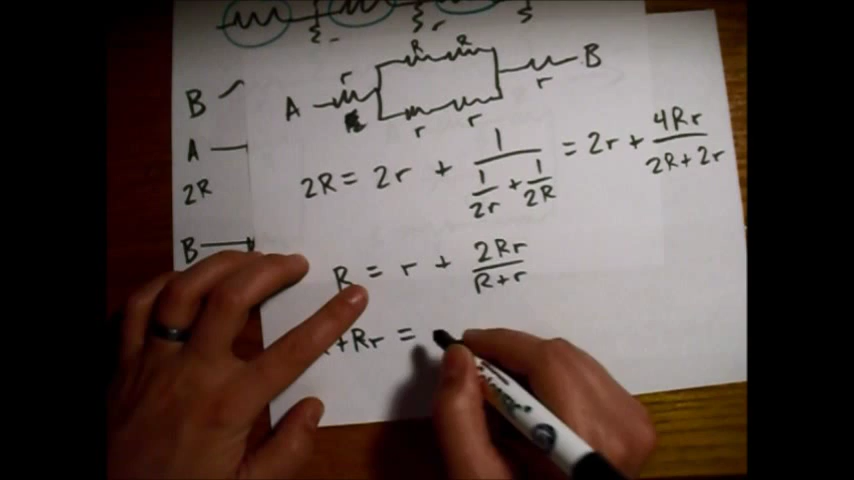 r
r R R B
A r
r r
B
A
2R
B
2R = 2r + 1/(1/2r + 1/2R) = 2r + 4Rr/(2R+2r)
R = r + 2Rr/(R+r)
+Rr =